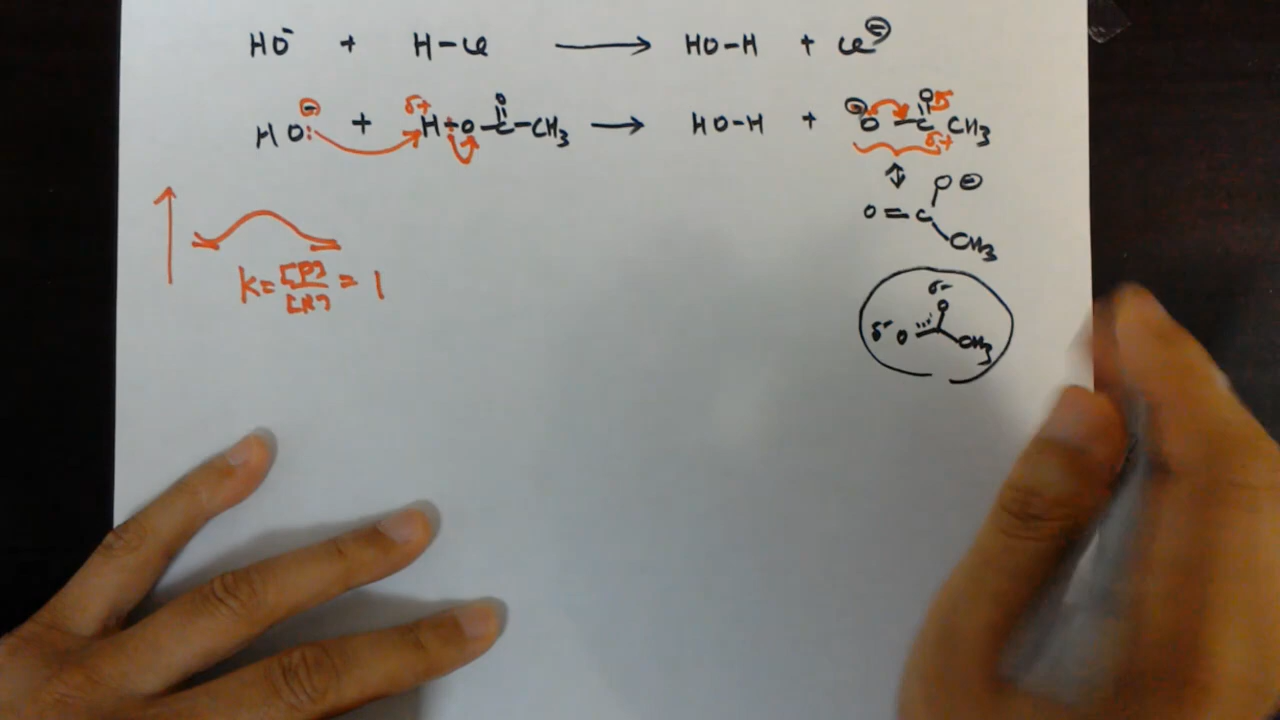 HO⁻ + H-Cl ⟶ HO-H + Cl⊖
HO:⊖ + δ+ H-O-C(=O)-CH3 ⟶ HO-H + ⊖O-C(=O)CH3 δ+
O=C O⊖
CH3
K = [P]/[R] = 1
δ- O
δ- O CH3